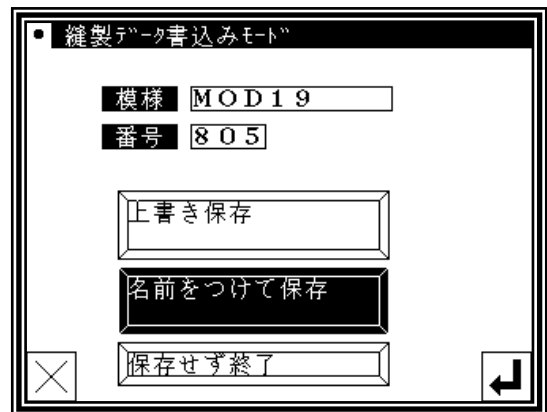 縫製ﾃﾞｰﾀ書込みﾓｰﾄﾞ
模様 ＭＯＤ１９
番号 ８０５
上書き保存
名前をつけて保存
保存せず終了